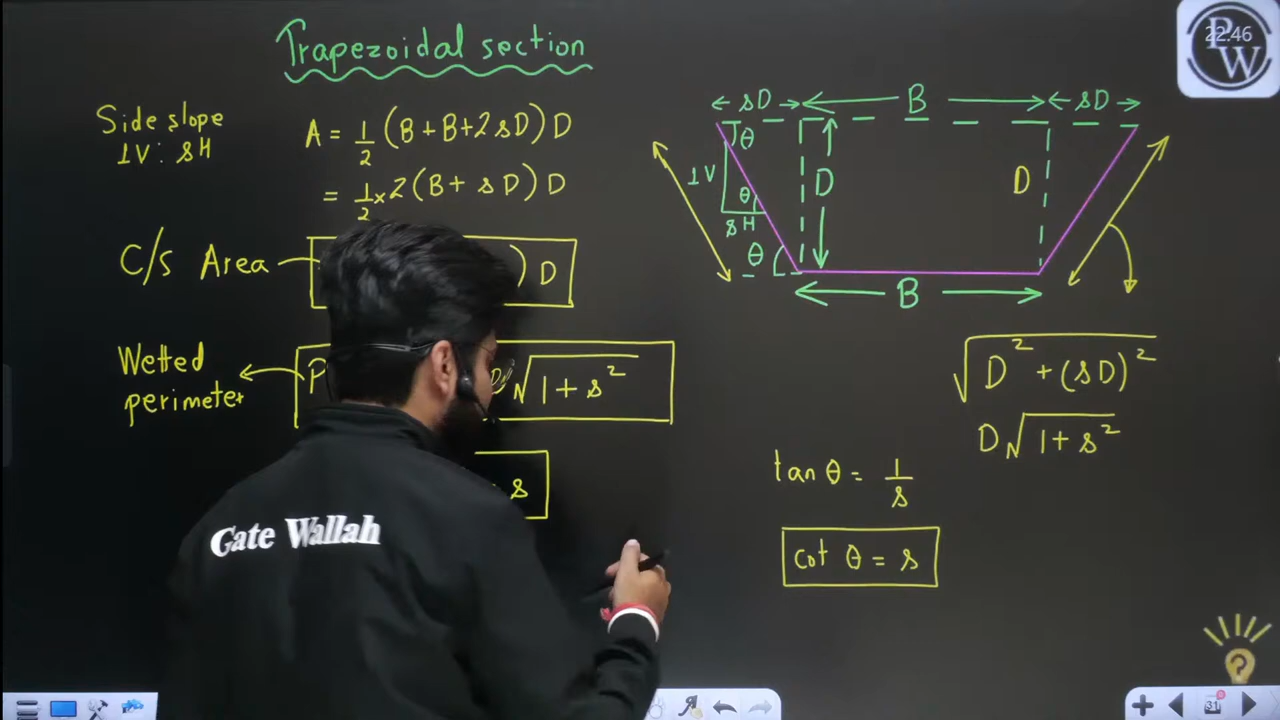 Trapezoidal section
22:46
PW
Side slope
1V : sH
A = 1/2 (B + B + 2sD) D
= 1/2 × 2 (B + sD) D
C/S Area
) D
Wetted
perimeter
P
D√1 + s²
s
sD
B
sD
θ
1V
θ
sH
θ
D
D
B
√D² + (sD)²
D√1 + s²
tan θ = 1/s
cot θ = s
Gate Wallah
31